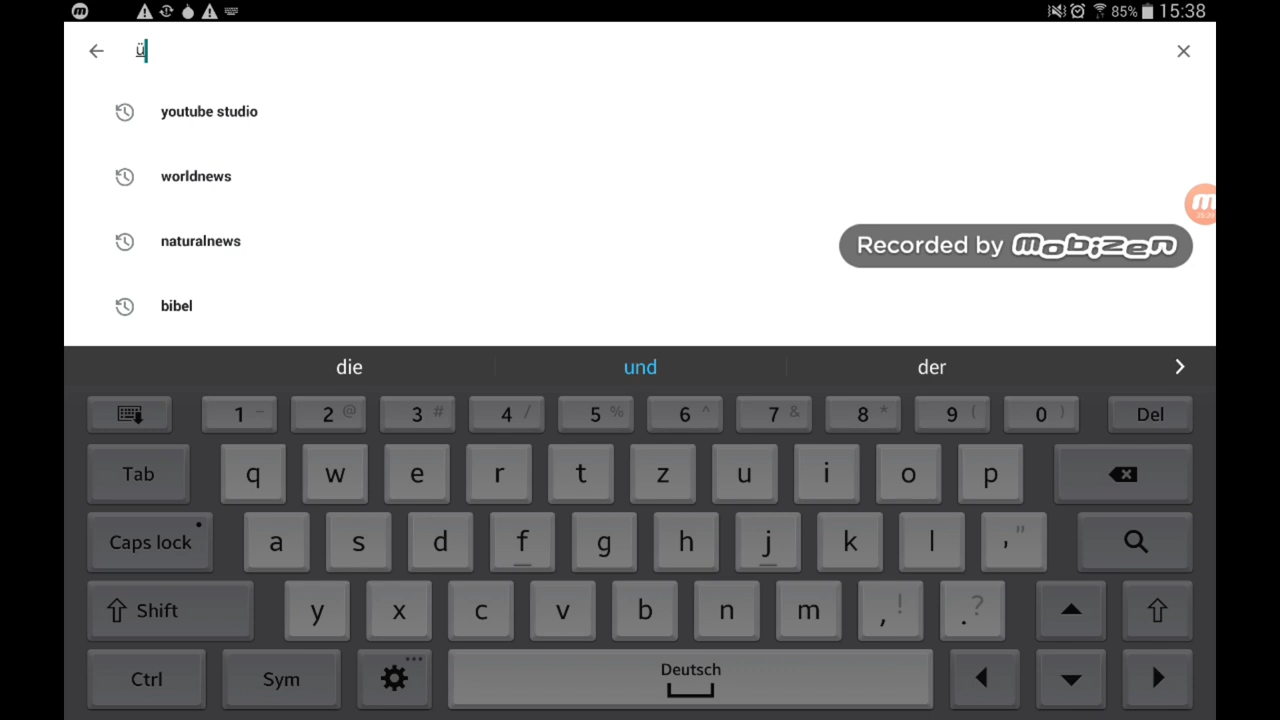 85% 15:38
ü
youtube studio
worldnews
naturalnews
Recorded by mobizen
bibel
die und der
1 - 2 @ 3 # 4 / 5 % 6 ^ 7 & 8 * 9 ( 0 ) Del
Tab q w e r t z u i o p
Caps lock a s d f g h j k l ' "
Shift y x c v b n m , ! . ?
Ctrl Sym Deutsch